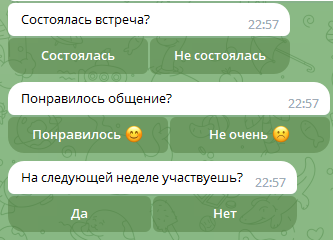 Состоялась встреча?
22:57
Состоялась
Не состоялась
Понравилось общение?
22:57
Понравилось 😊
Не очень ☹️
На следующей неделе участвуешь?
22:57
Да
Нет